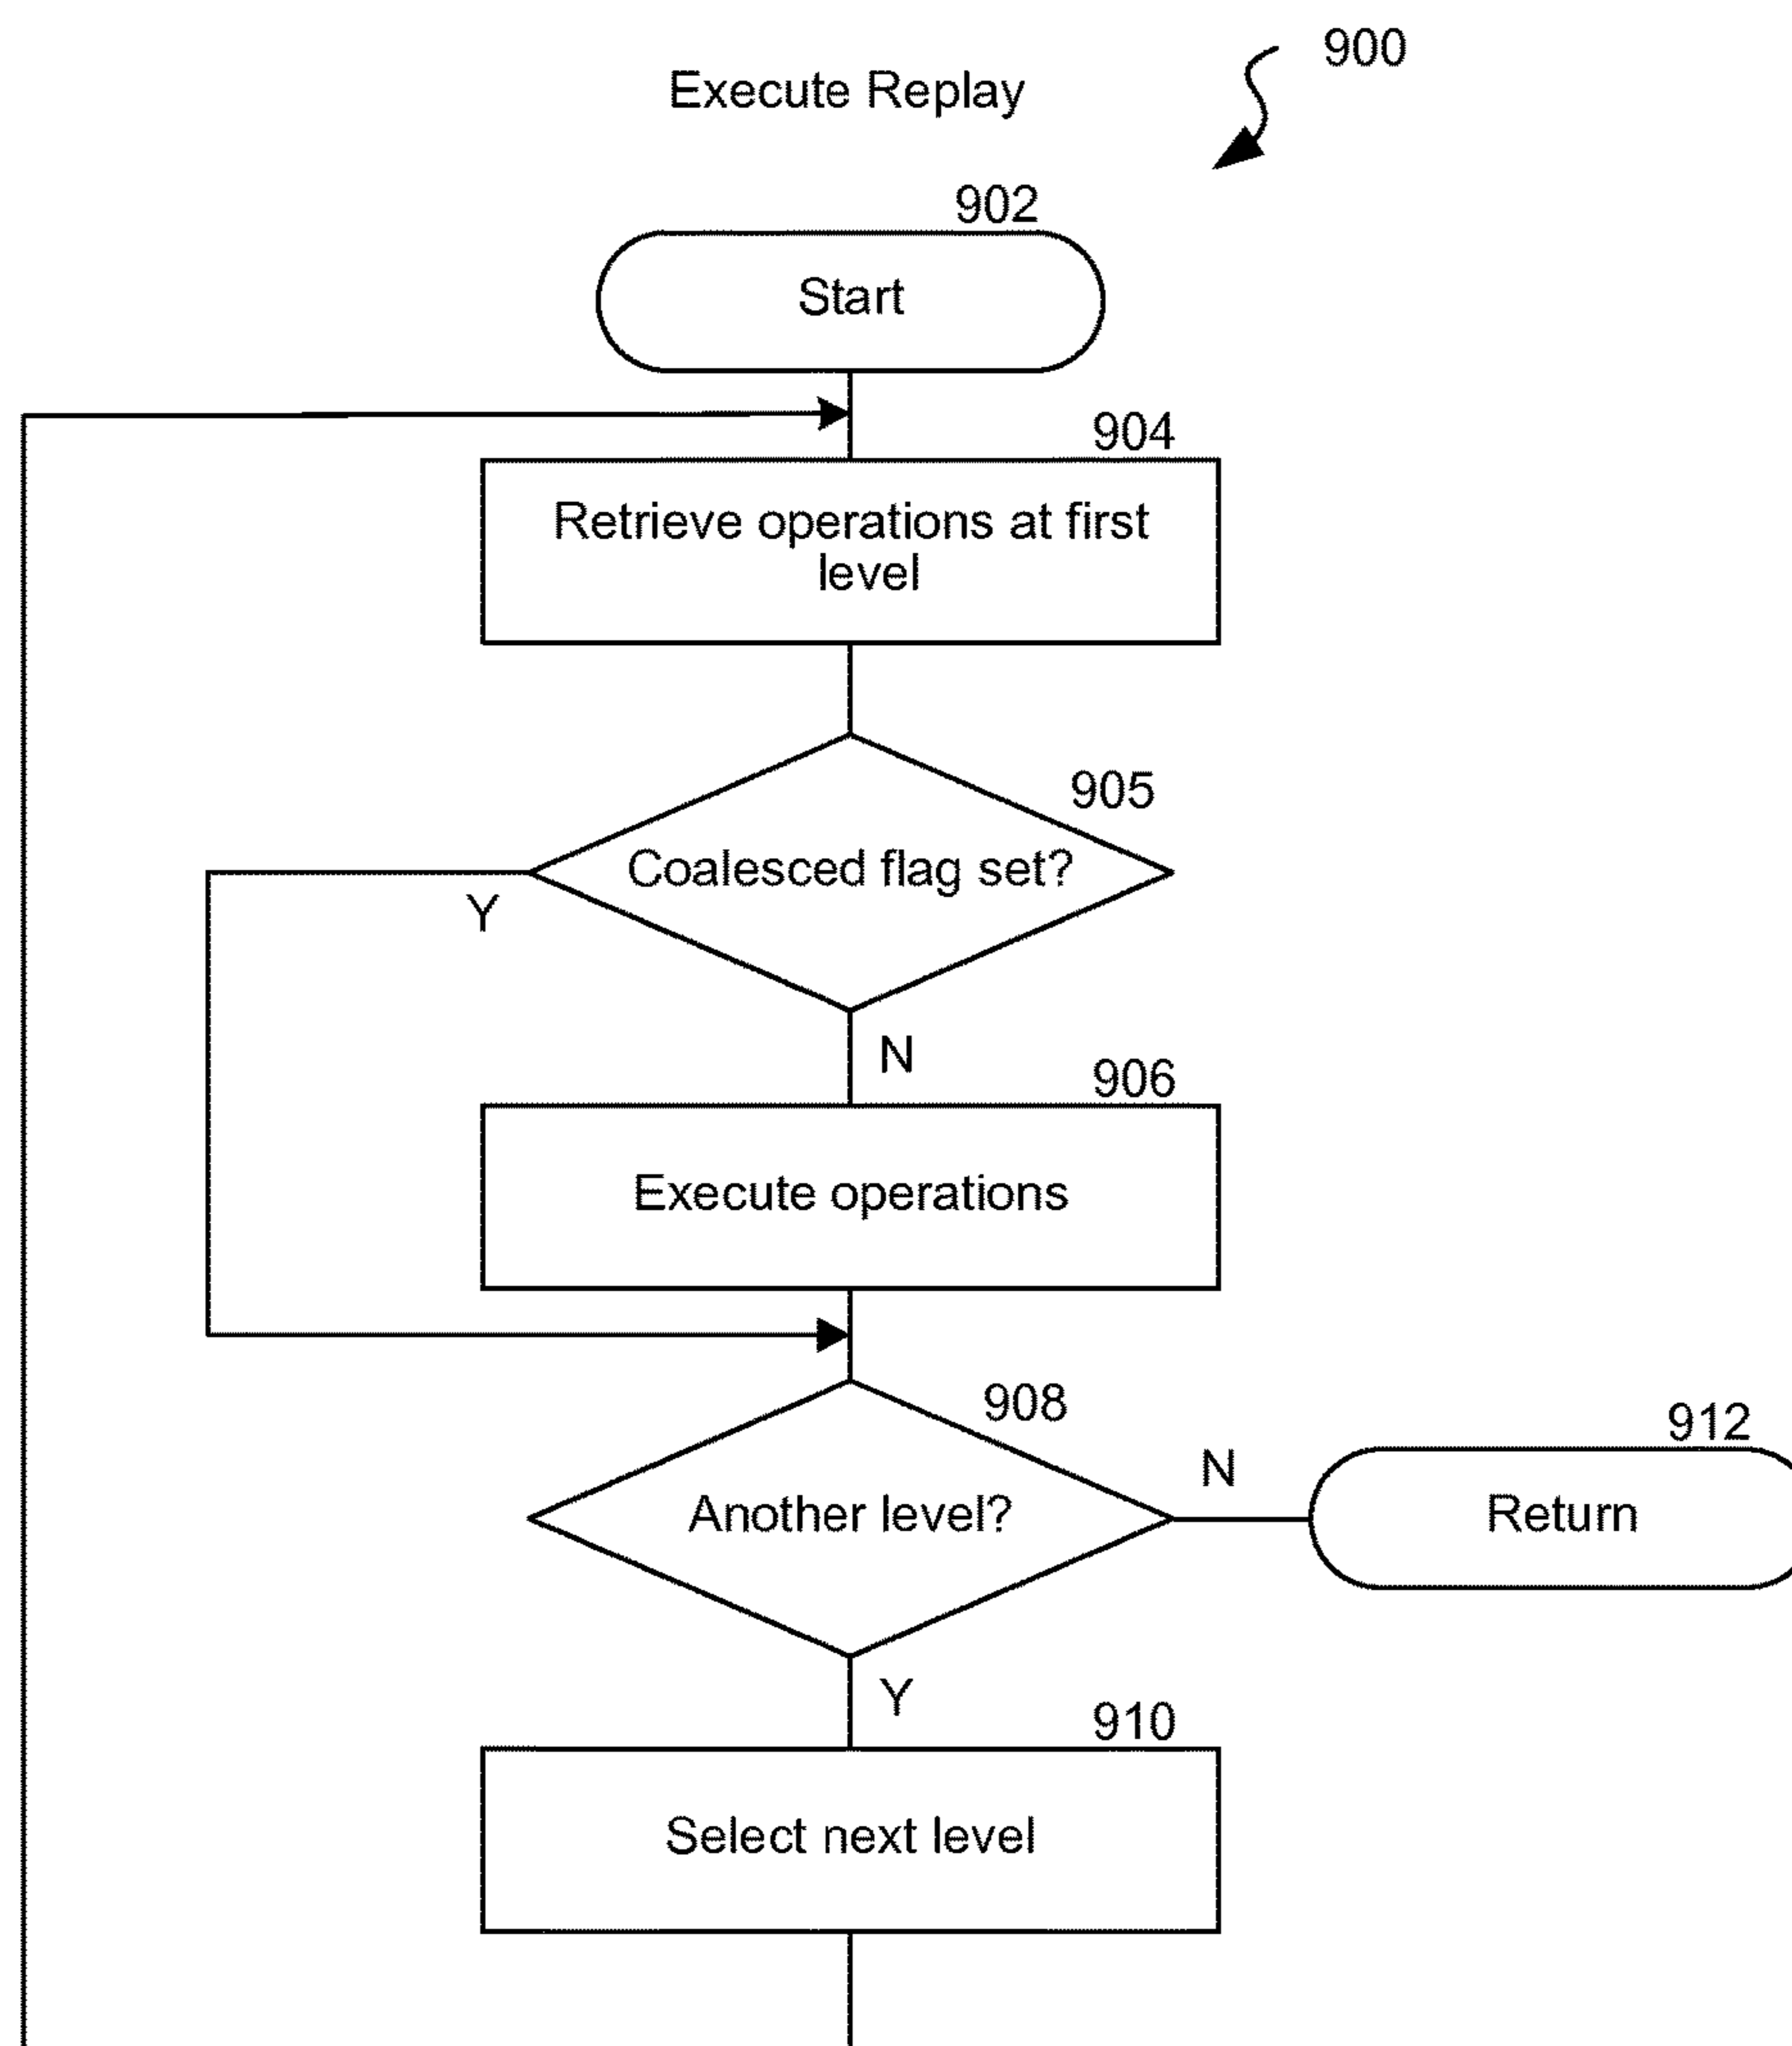 900
Execute Replay
902
Start
904
Retrieve operations at first
level
905
Coalesced flag set?
Y
N
906
Execute operations
908
Another level?
N
912
Return
Y
910
Select next level